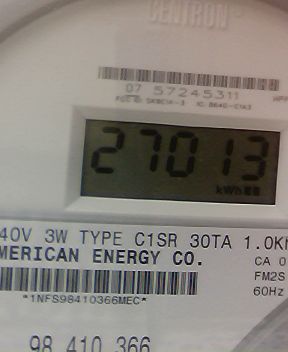 CENTRON
07 57245311
27013
kWh
40V 3W TYPE C1SR 30TA 1.0Kh
MERICAN ENERGY CO.
CA 0
FM2S
60Hz
*1NFS98410366MEC*
98 410 366